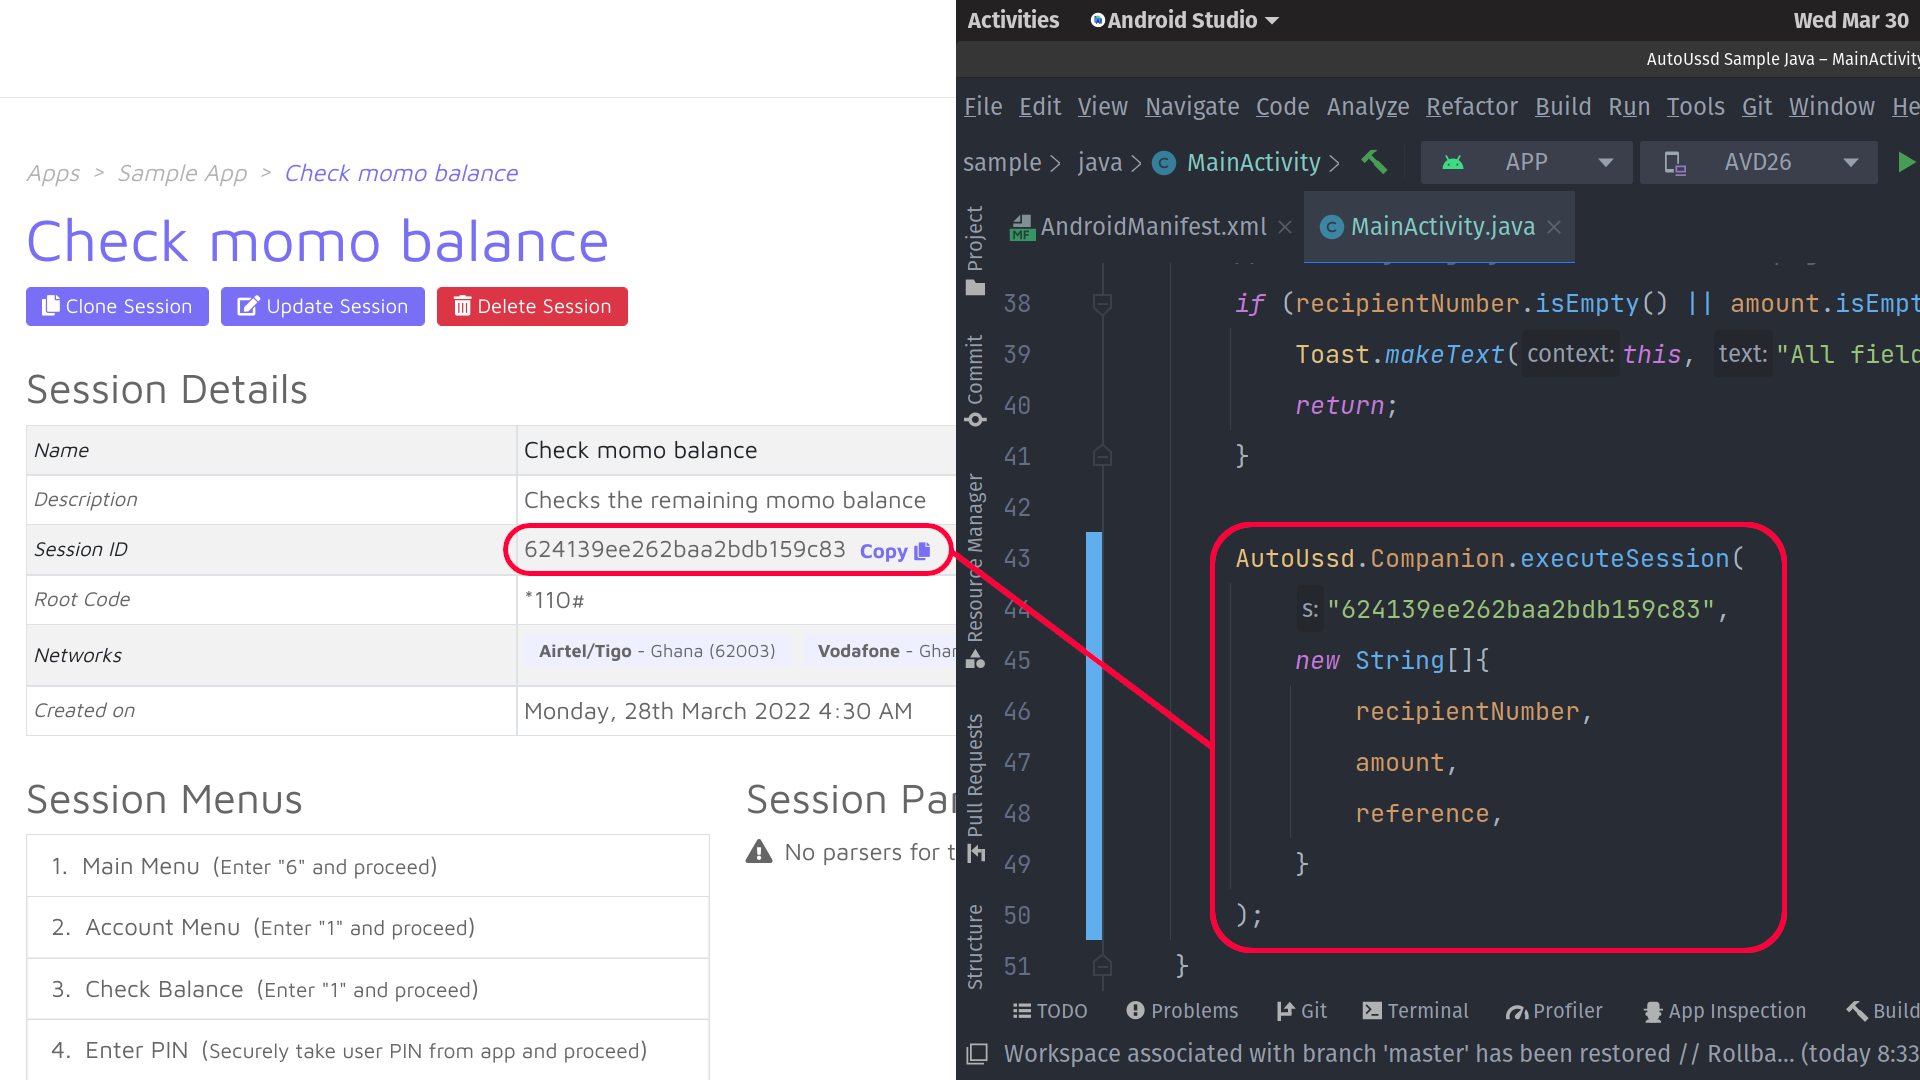 Apps > Sample App > Check momo balance
Check momo balance
Clone Session
Update Session
Delete Session
Session Details
Name Check momo balance
Description Checks the remaining momo balance
Session ID 624139ee262baa2bdb159c83 Copy
Root Code *110#
Networks Airtel/Tigo - Ghana (62003) Vodafone -
Created on Monday, 28th March 2022 4:30 AM
Session Menus
1. Main Menu (Enter "6" and proceed)
2. Account Menu (Enter "1" and proceed)
3. Check Balance (Enter "1" and proceed)
4. Enter PIN (Securely take user PIN from app and proceed)
Session
No parsers for
Activities Android Studio Wed Mar 30
AutoUssd Sample Java – MainActivity
File Edit View Navigate Code Analyze Refactor Build Run Tools Git Window
sample > java > C MainActivity > APP AVD26
Project
Commit
Resource Manager
Pull Requests
Structure
MF AndroidManifest.xml C MainActivity.java
38 if (recipientNumber.isEmpty() || amount.isEmpt
39 Toast.makeText( context: this, text: "All field
40 return;
41 }
42
43 AutoUssd.Companion.executeSession(
44 s: "624139ee262baa2bdb159c83",
45 new String[]{
46 recipientNumber,
47 amount,
48 reference,
49 }
50 );
51 }
TODO Problems Git Terminal Profiler App Inspection Build
Workspace associated with branch 'master' has been restored // Rollba... (today 8:33